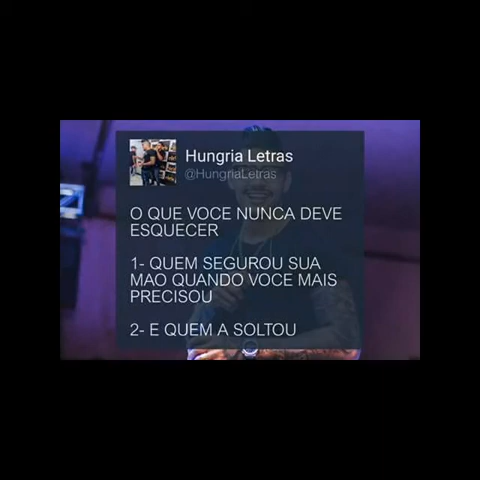 Hungria Letras
@HungriaLetras
O QUE VOCE NUNCA DEVE
ESQUECER
1- QUEM SEGUROU SUA
MAO QUANDO VOCE MAIS
PRECISOU
2- E QUEM A SOLTOU